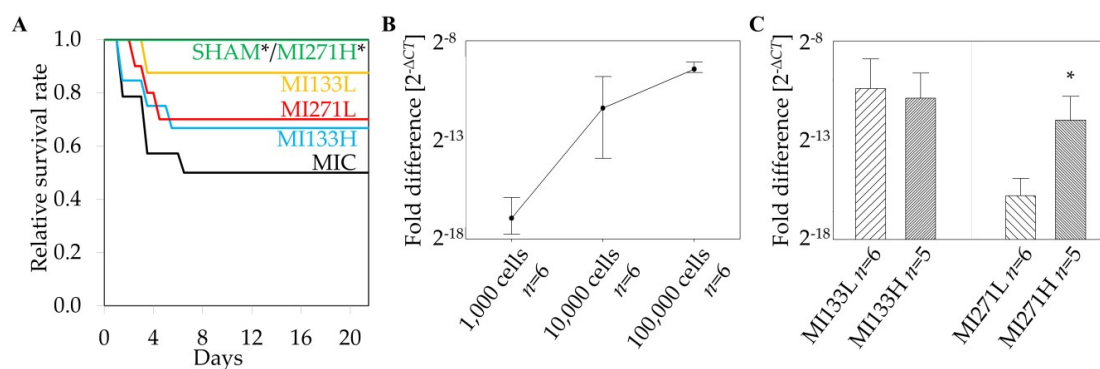 A
Relative survival rate
1.0
0.8
0.6
0.4
0.2
0.0
SHAM*/MI271H*
MI133L
MI271L
MI133H
MIC
0
4
8
12
16
20
Days
B
Fold difference [2^-ΔCT]
2^-8
2^-13
2^-18
1,000 cells
n=6
10,000 cells
n=6
100,000 cells
n=6
C
Fold difference [2^-ΔCT]
2^-8
2^-13
2^-18
*
MI133L n=6
MI133H n=5
MI271L n=6
MI271H n=5